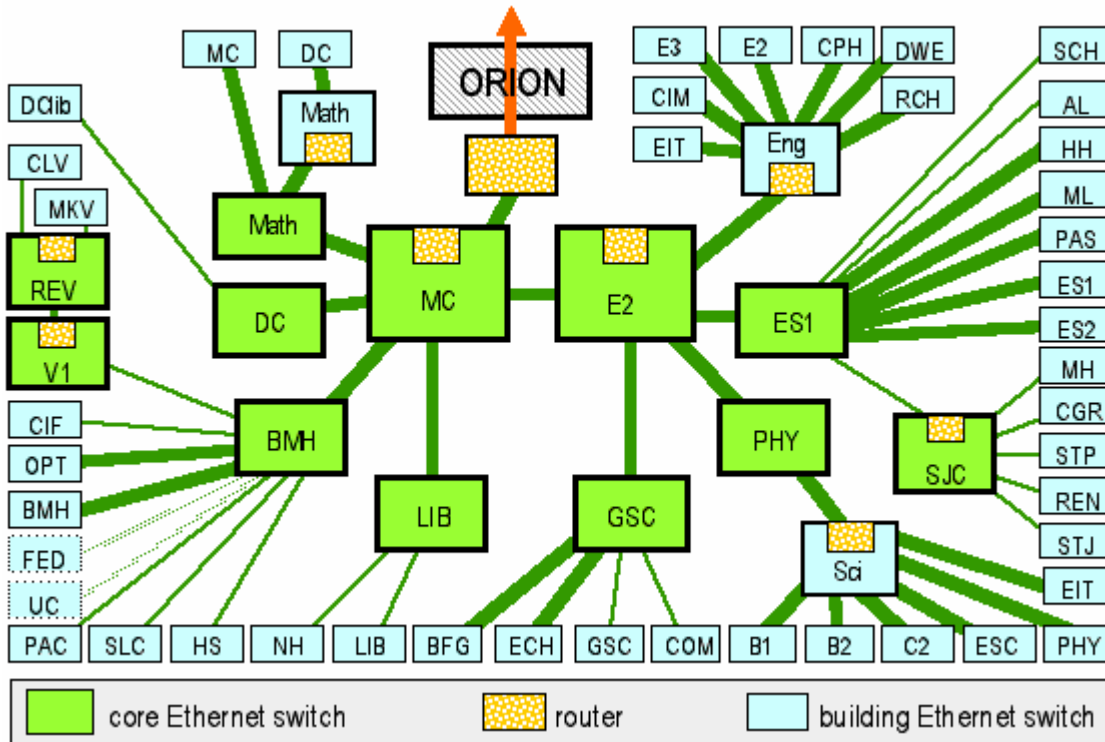 MC
DC
ORION
E3
E2
CPH
DWE
SCH
DClib
Math
CIM
RCH
AL
CLV
EIT
Eng
HH
MKV
Math
ML
REV
MC
E2
PAS
DC
ES1
ES1
V1
ES2
CIF
BMH
PHY
MH
OPT
CGR
BMH
LIB
GSC
SJC
STP
FED
REN
UC
Sci
STJ
EIT
PAC
SLC
HS
NH
LIB
BFG
ECH
GSC
COM
B1
B2
C2
ESC
PHY
core Ethernet switch
router
building Ethernet switch